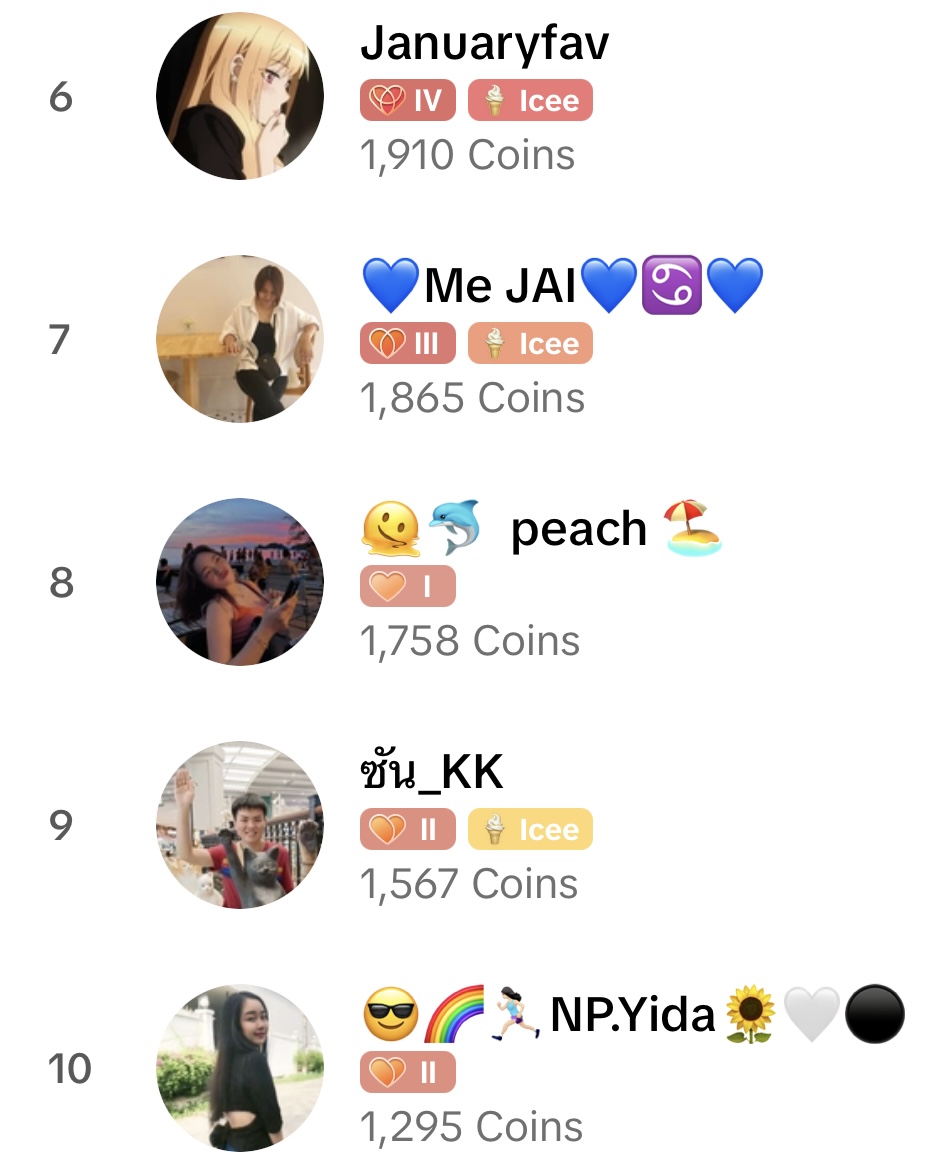 6
Januaryfav
IV Icee
1,910 Coins
7
💙Me JAI💙♋💙
III Icee
1,865 Coins
8
🫠🐬 peach 🏖️
I
1,758 Coins
9
ซัน_KK
II Icee
1,567 Coins
10
😎🌈🏃🏻‍♀️NP.Yida🌻🤍⚫
II
1,295 Coins